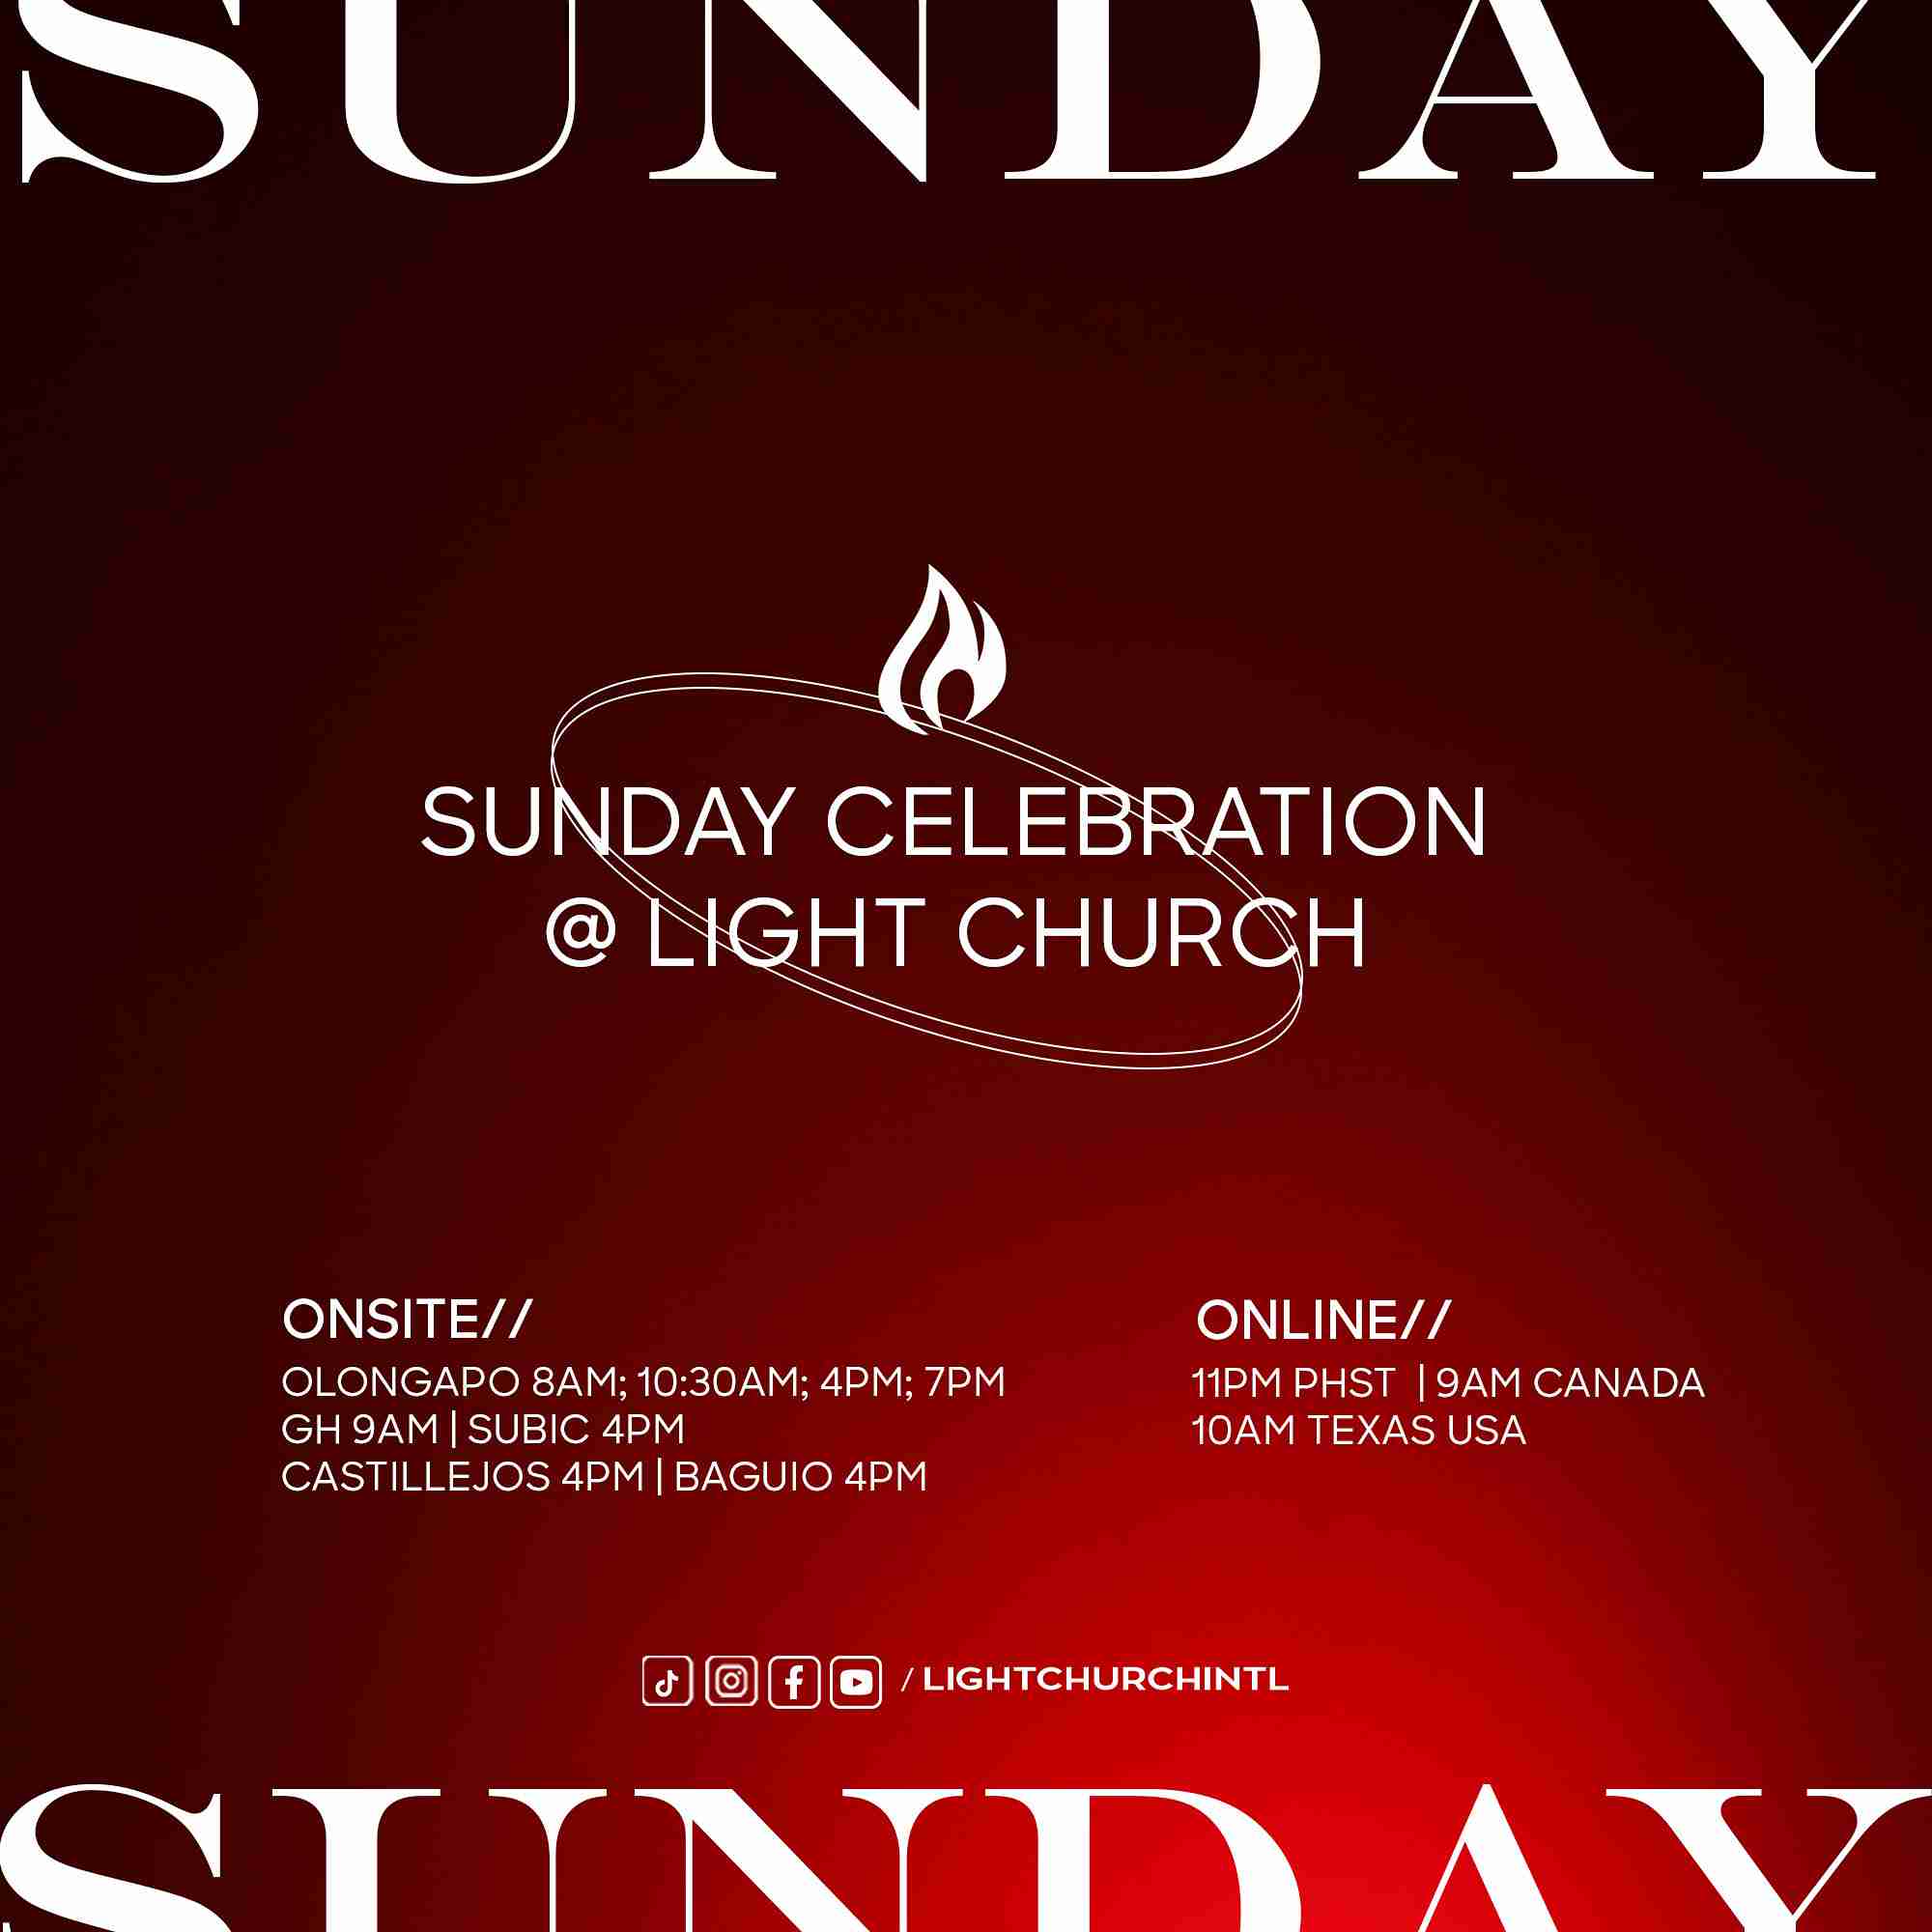 SUNDAY
SUNDAY CELEBRATION
@ LIGHT CHURCH
ONSITE//
OLONGAPO 8AM; 10:30AM; 4PM; 7PM
GH 9AM | SUBIC 4PM
CASTILLEJOS 4PM | BAGUIO 4PM
ONLINE//
11PM PHST | 9AM CANADA
10AM TEXAS USA
/ LIGHTCHURCHINTL
SUNDAY